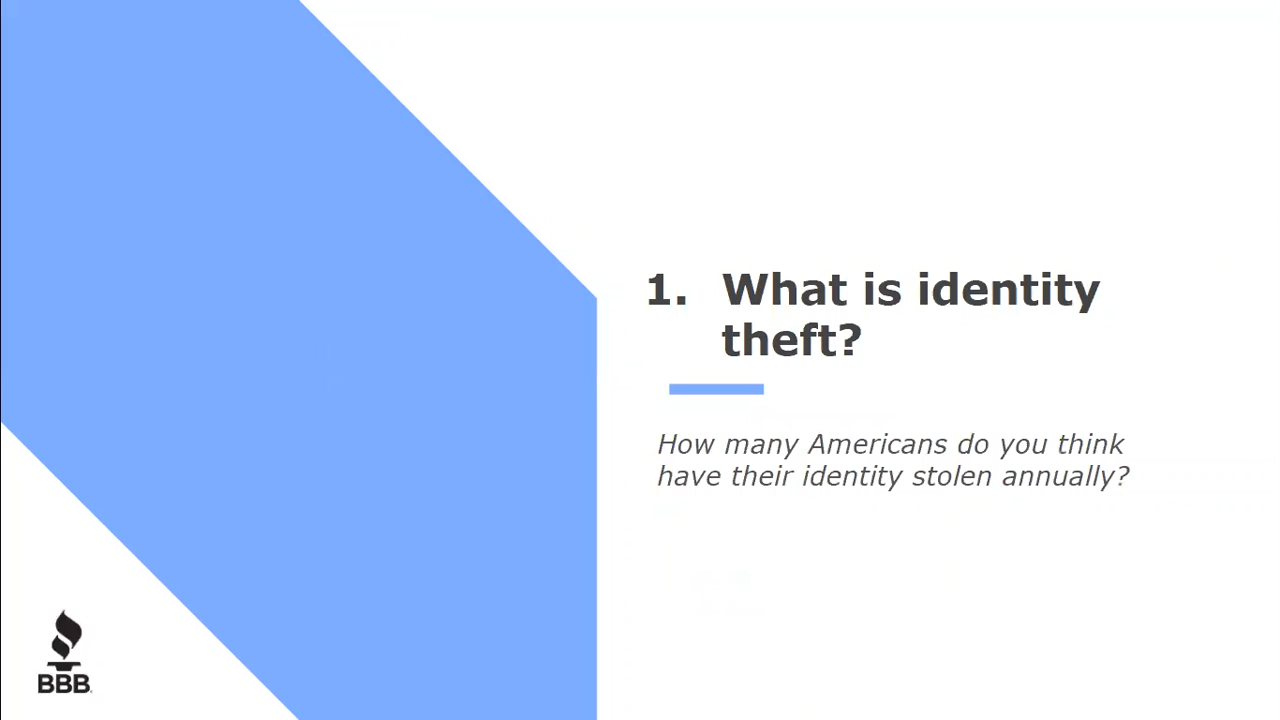 1. What is identity
theft?
How many Americans do you think
have their identity stolen annually?
BBB